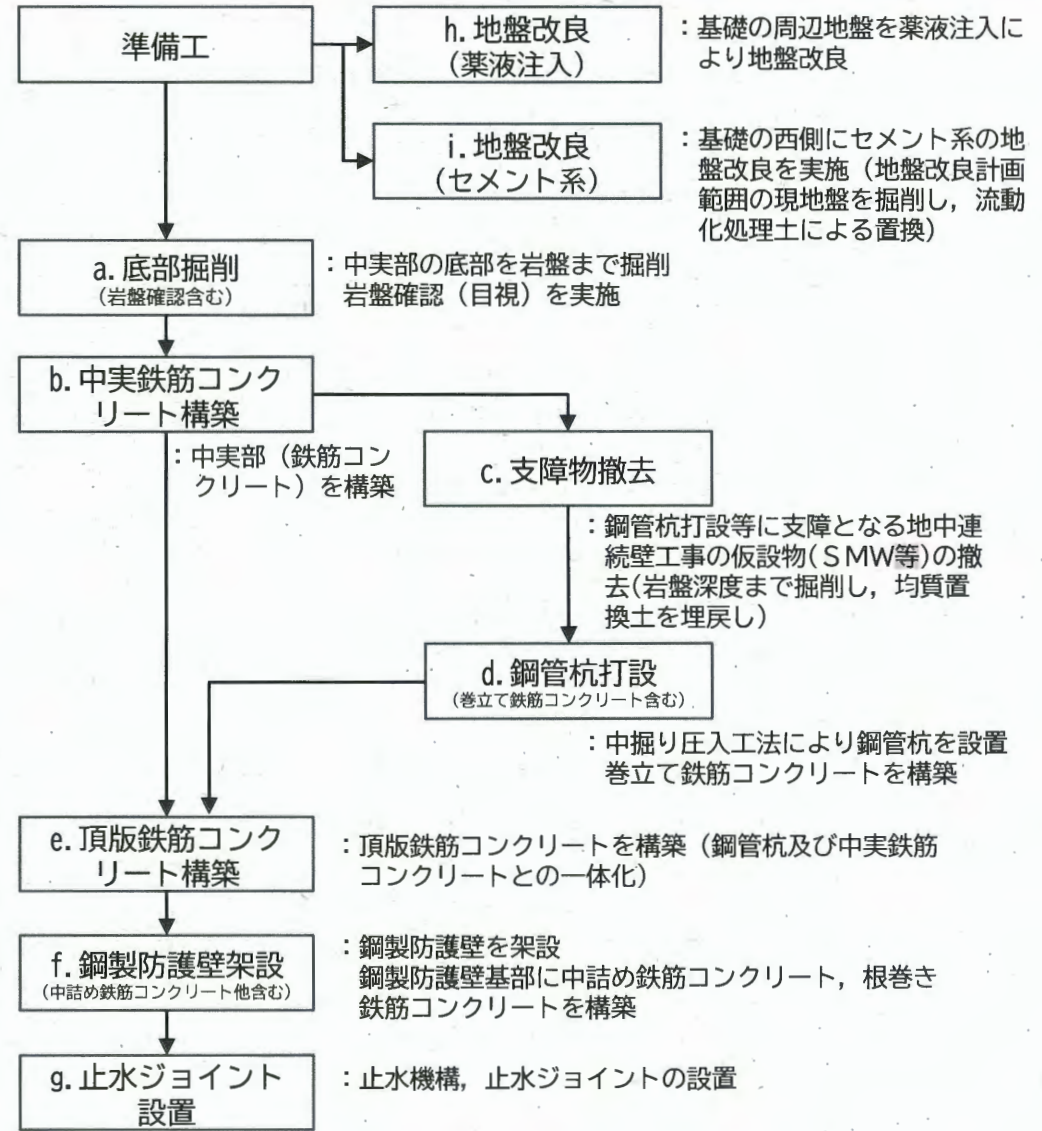 準備工
h.地盤改良
(薬液注入)
：基礎の周辺地盤を薬液注入に
より地盤改良
i.地盤改良
(セメント系)
：基礎の西側にセメント系の地
盤改良を実施（地盤改良計画
範囲の現地盤を掘削し，流動
化処理土による置換）
a.底部掘削
(岩盤確認含む)
：中実部の底部を岩盤まで掘削
岩盤確認（目視）を実施
b.中実鉄筋コンク
リート構築
：中実部（鉄筋コン
クリート）を構築
c.支障物撤去
：鋼管杭打設等に支障となる地中連
続壁工事の仮設物(ＳＭＷ等)の撤
去(岩盤深度まで掘削し，均質置
換土を埋戻し）
d.鋼管杭打設
(巻立て鉄筋コンクリート含む)
：中掘り圧入工法により鋼管杭を設置
巻立て鉄筋コンクリートを構築
e.頂版鉄筋コンク
リート構築
：頂版鉄筋コンクリートを構築（鋼管杭及び中実鉄筋
コンクリートとの一体化）
f.鋼製防護壁架設
(中詰め鉄筋コンクリート他含む)
：鋼製防護壁を架設
鋼製防護壁基部に中詰め鉄筋コンクリート，根巻き
鉄筋コンクリートを構築
g.止水ジョイント
設置
：止水機構，止水ジョイントの設置